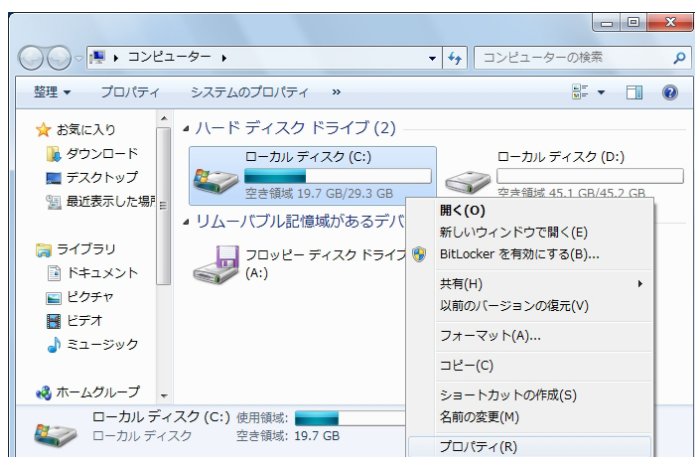 コンピューター
コンピューターの検索
整理 プロパティ システムのプロパティ »
お気に入り
ダウンロード
デスクトップ
最近表示した場所
ライブラリ
ドキュメント
ピクチャ
ビデオ
ミュージック
ホームグループ
ハード ディスク ドライブ (2)
ローカル ディスク (C:)
空き領域 19.7 GB/29.3 GB
ローカル ディスク (D:)
空き領域 45.1 GB/45.2 GB
リムーバブル記憶域があるデバ
フロッピー ディスク ドライブ
(A:)
開く(O)
新しいウィンドウで開く(E)
BitLocker を有効にする(B)...
共有(H)
以前のバージョンの復元(V)
フォーマット(A)...
コピー(C)
ショートカットの作成(S)
名前の変更(M)
プロパティ(R)
ローカル ディスク (C:) 使用領域:
ローカル ディスク 空き領域: 19.7 GB